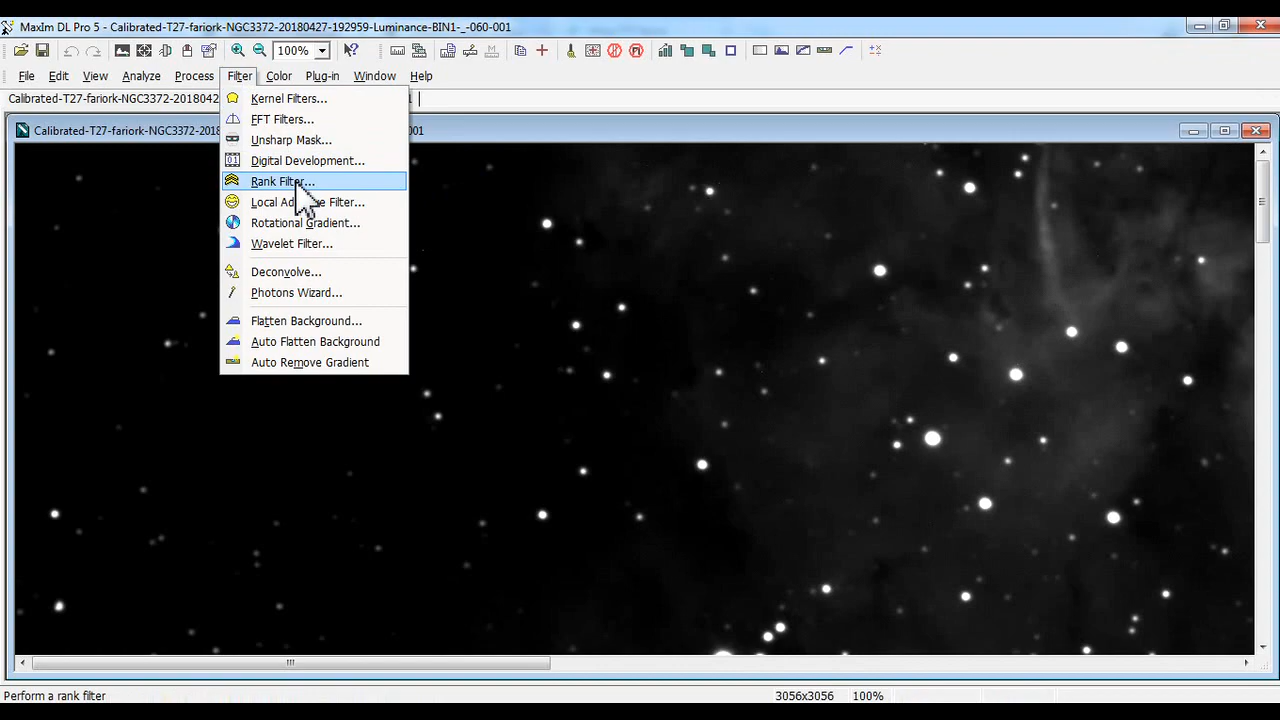 MaxIm DL Pro 5 - Calibrated-T27-fariork-NGC3372-20180427-192959-Luminance-BIN1-_-060-001
100%
File Edit View Analyze Process Filter Color Plug-in Window Help
Calibrated-T27-fariork-NGC3372-2018042
Calibrated-T27-fariork-NGC3372-2018 001
Kernel Filters...
FFT Filters...
Unsharp Mask...
Digital Development...
Rank Filter...
Filter...
Rotational Gradient...
Wavelet Filter...
Deconvolve...
Photons Wizard...
Flatten Background...
Auto Flatten Background
Auto Remove Gradient
Perform a rank filter 3056x3056 100%